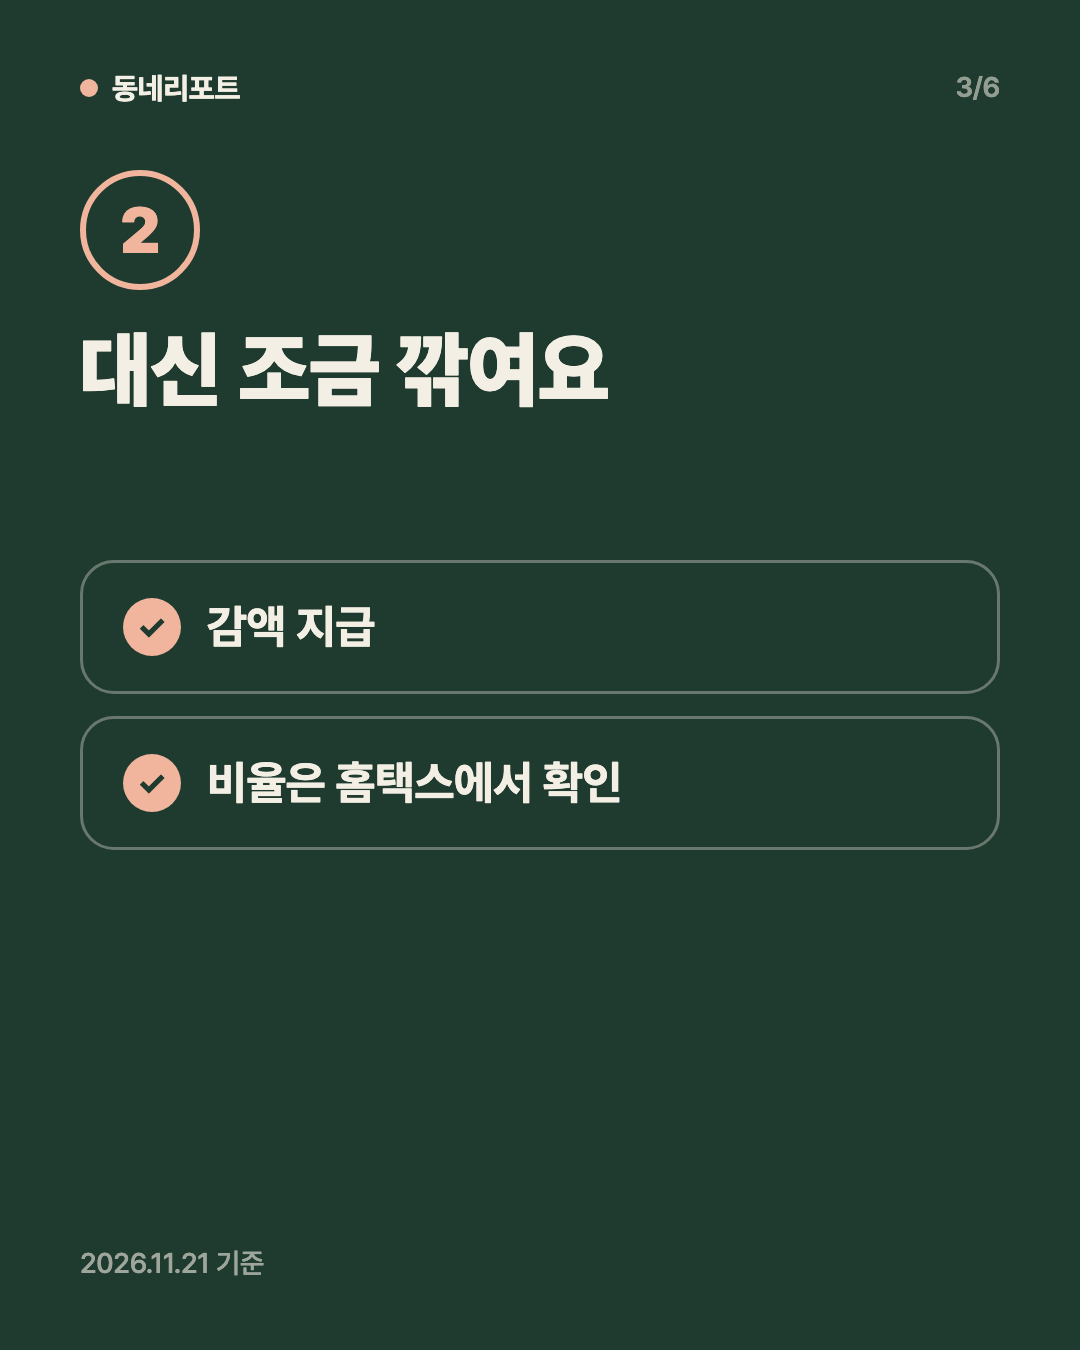 동네리포트
3/6
2
대신 조금 깎여요
감액 지급
비율은 홈택스에서 확인
2026.11.21 기준